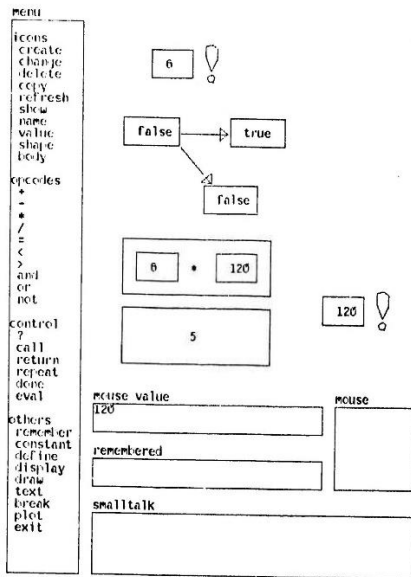 menu
icons
create
change
delete
copy
refresh
show
name
value
shape
body
opcodes
+
-
*
/
=
<
>
and
or
not
control
?
call
return
repeat
done
eval
others
remember
constant
define
display
draw
text
break
plot
exit
6 !
false true
false
6 * 120
5
120 !
mouse value
120
mouse
remembered
smalltalk